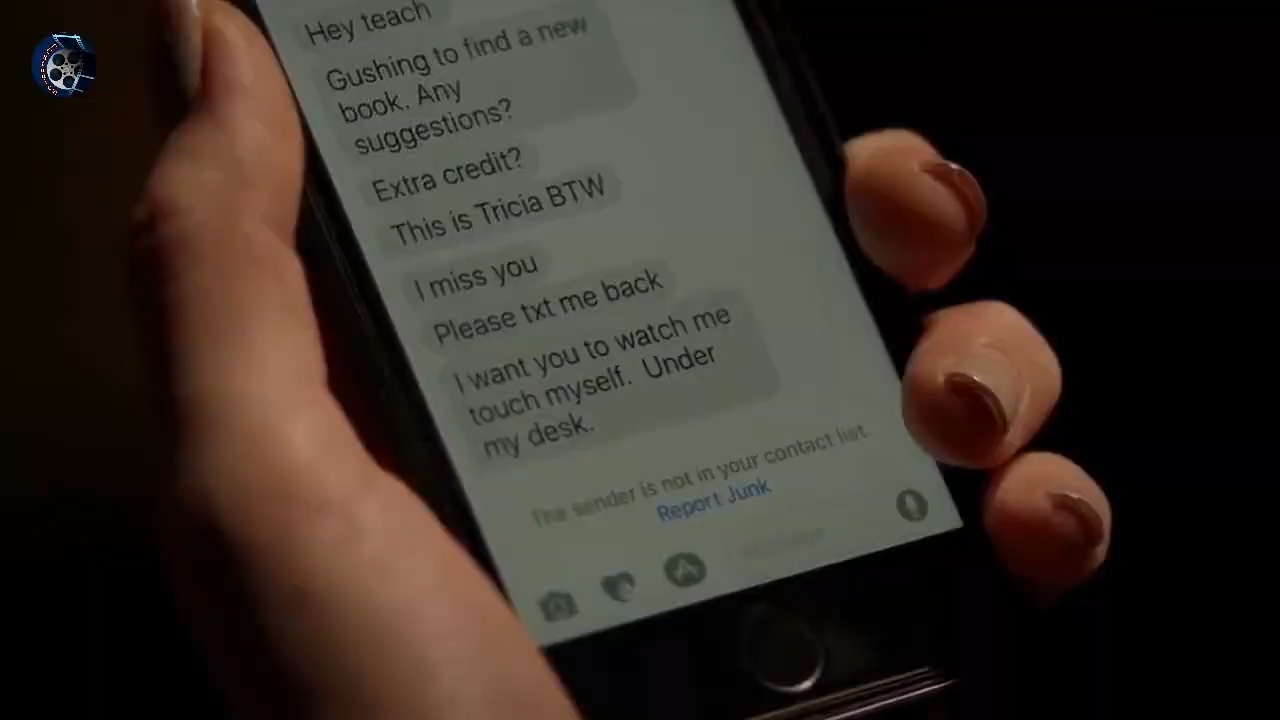 Hey teach
Gushing to find a new
book. Any
suggestions?
Extra credit?
This is Tricia BTW
I miss you
Please txt me back
I want you to watch me
touch myself. Under
my desk.
The sender is not in your contact list.
Report Junk